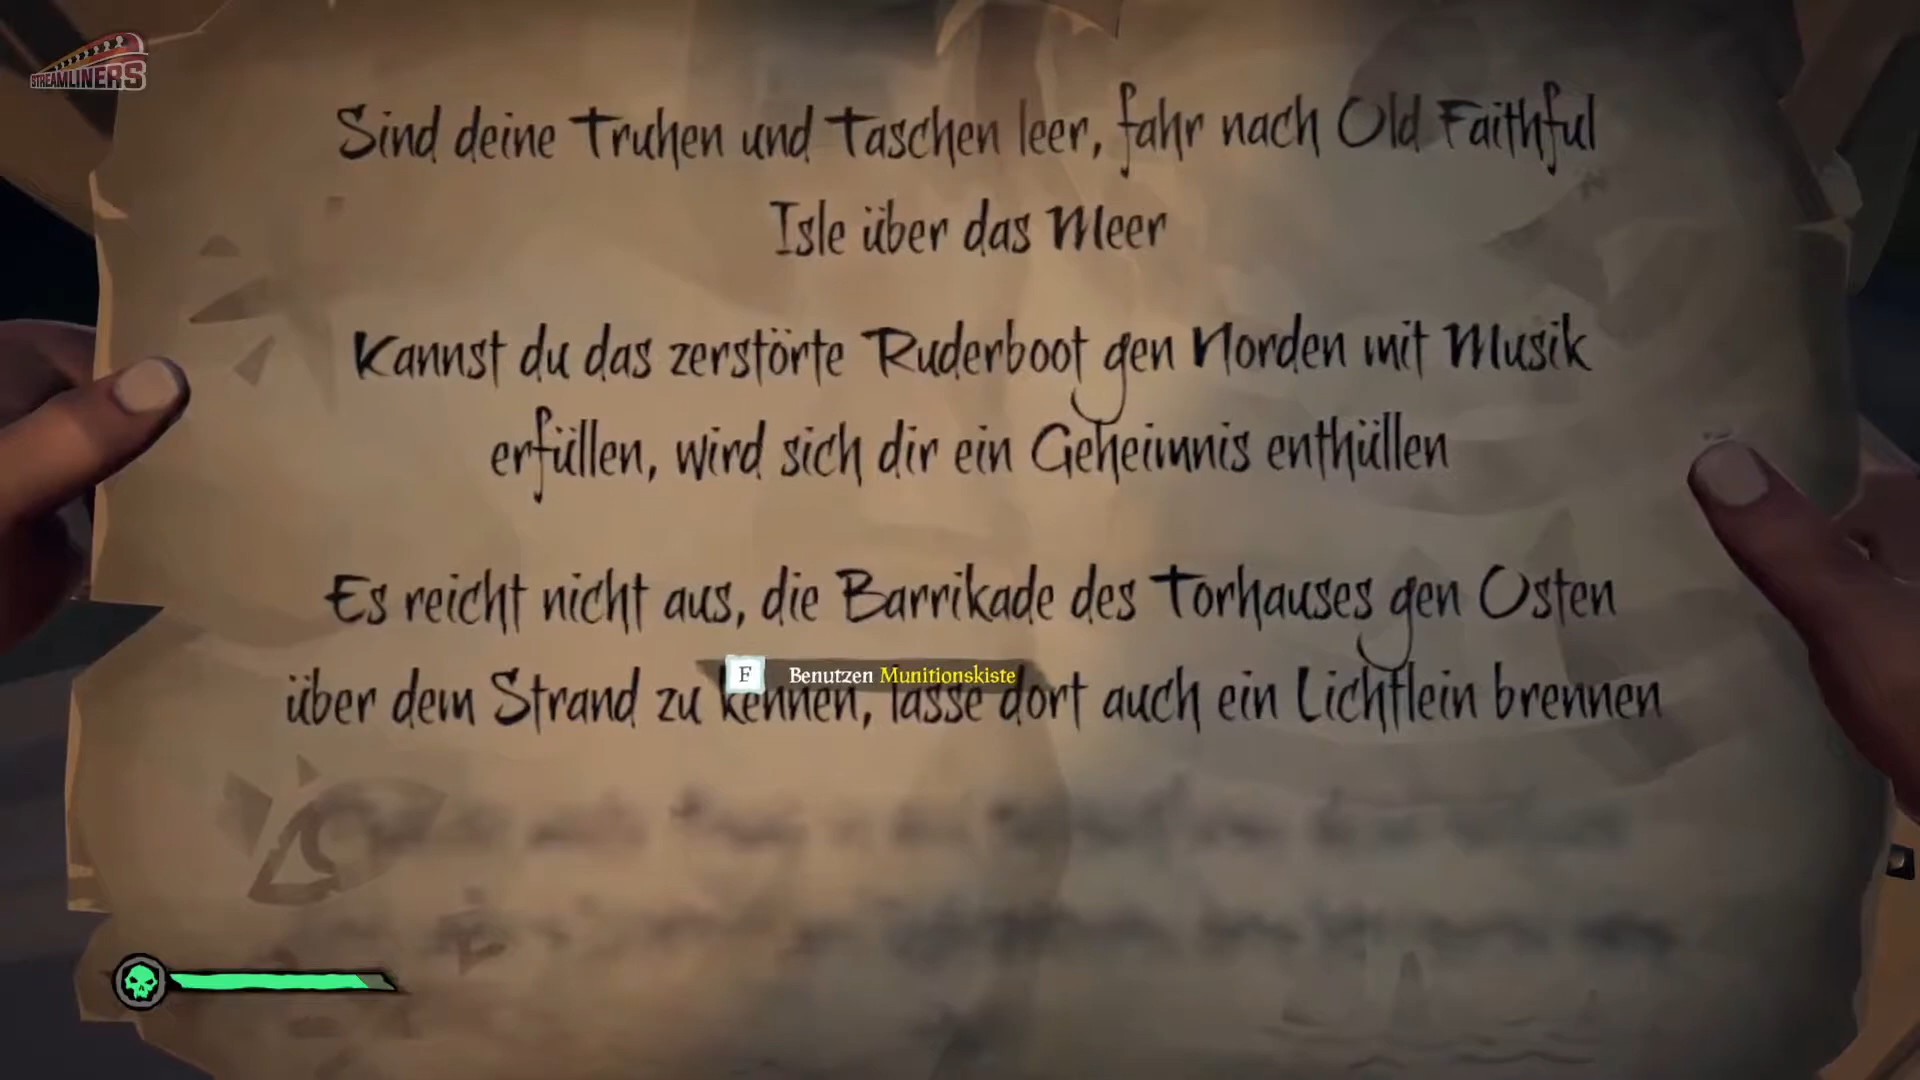 STREAMLINERS
Sind deine Truhen und Taschen leer, fahr nach Old Faithful
Isle über das Meer
Kannst du das zerstörte Ruderboot gen Norden mit Musik
erfüllen, wird sich dir ein Geheimnis enthüllen
Es reicht nicht aus, die Barrikade des Torhauses gen Osten
F Benutzen Munitionskiste
über dem Strand zu kennen, lasse dort auch ein Lichtlein brennen